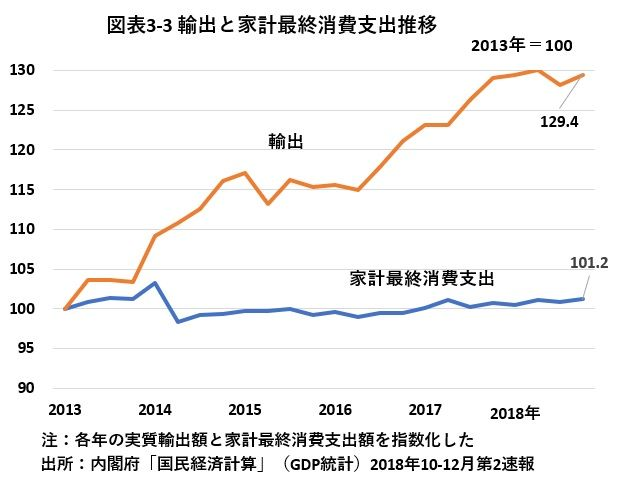 図表3-3 輸出と家計最終消費支出推移
2013年＝100
130
125
120
115
110
105
100
95
90
輸出
129.4
家計最終消費支出
101.2
2013 2014 2015 2016 2017 2018年
注：各年の実質輸出額と家計最終消費支出額を指数化した
出所：内閣府「国民経済計算」（GDP統計）2018年10-12月第2速報